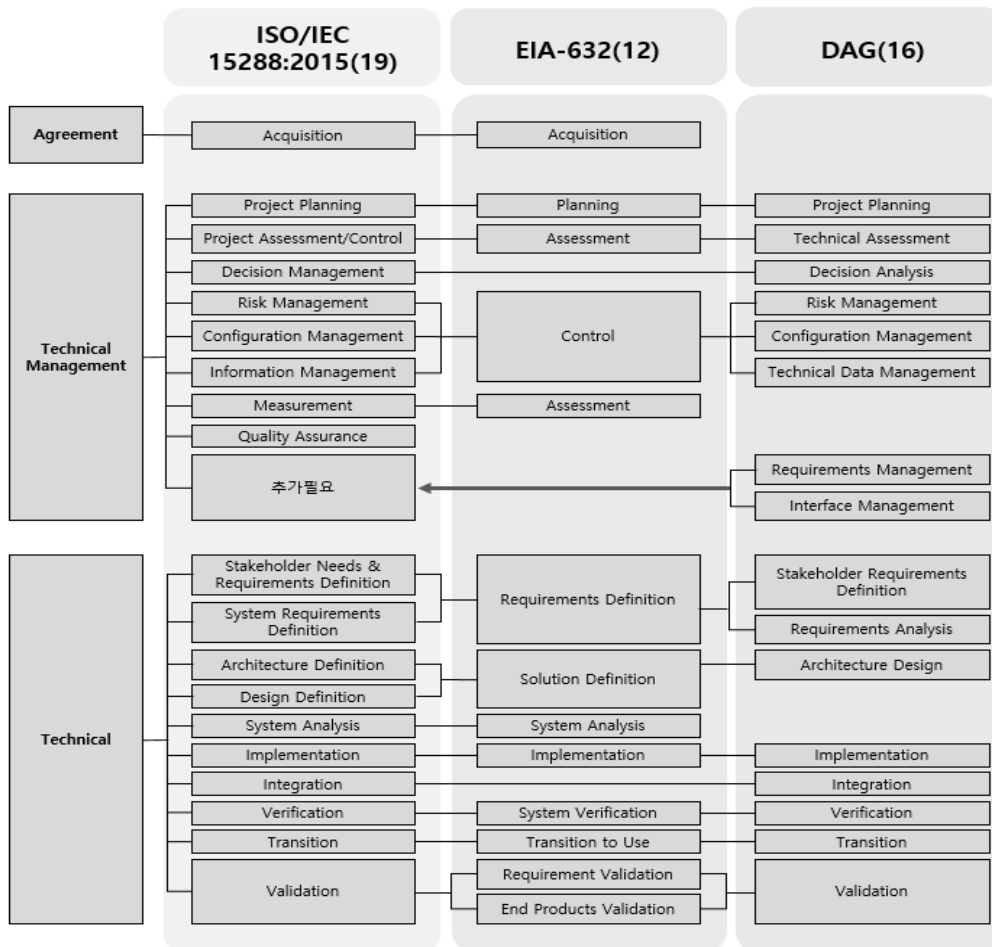 ISO/IEC
15288:2015(19)
EIA-632(12)
DAG(16)
Agreement
Acquisition
Acquisition
Technical
Management
Project Planning
Planning
Project Planning
Project Assessment/Control
Assessment
Technical Assessment
Decision Management
Decision Analysis
Risk Management
Configuration Management
Information Management
Control
Risk Management
Configuration Management
Technical Data Management
Measurement
Assessment
Quality Assurance
추가필요
Requirements Management
Interface Management
Technical
Stakeholder Needs &
Requirements Definition
System Requirements
Definition
Requirements Definition
Stakeholder Requirements
Definition
Requirements Analysis
Architecture Definition
Design Definition
Solution Definition
Architecture Design
System Analysis
System Analysis
Implementation
Implementation
Implementation
Integration
Integration
Verification
System Verification
Verification
Transition
Transition to Use
Transition
Validation
Requirement Validation
End Products Validation
Validation